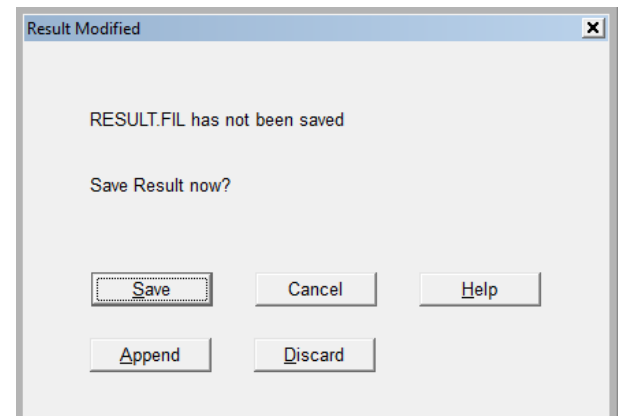 Result Modified
RESULT.FIL has not been saved
Save Result now?
Save Cancel Help
Append Discard